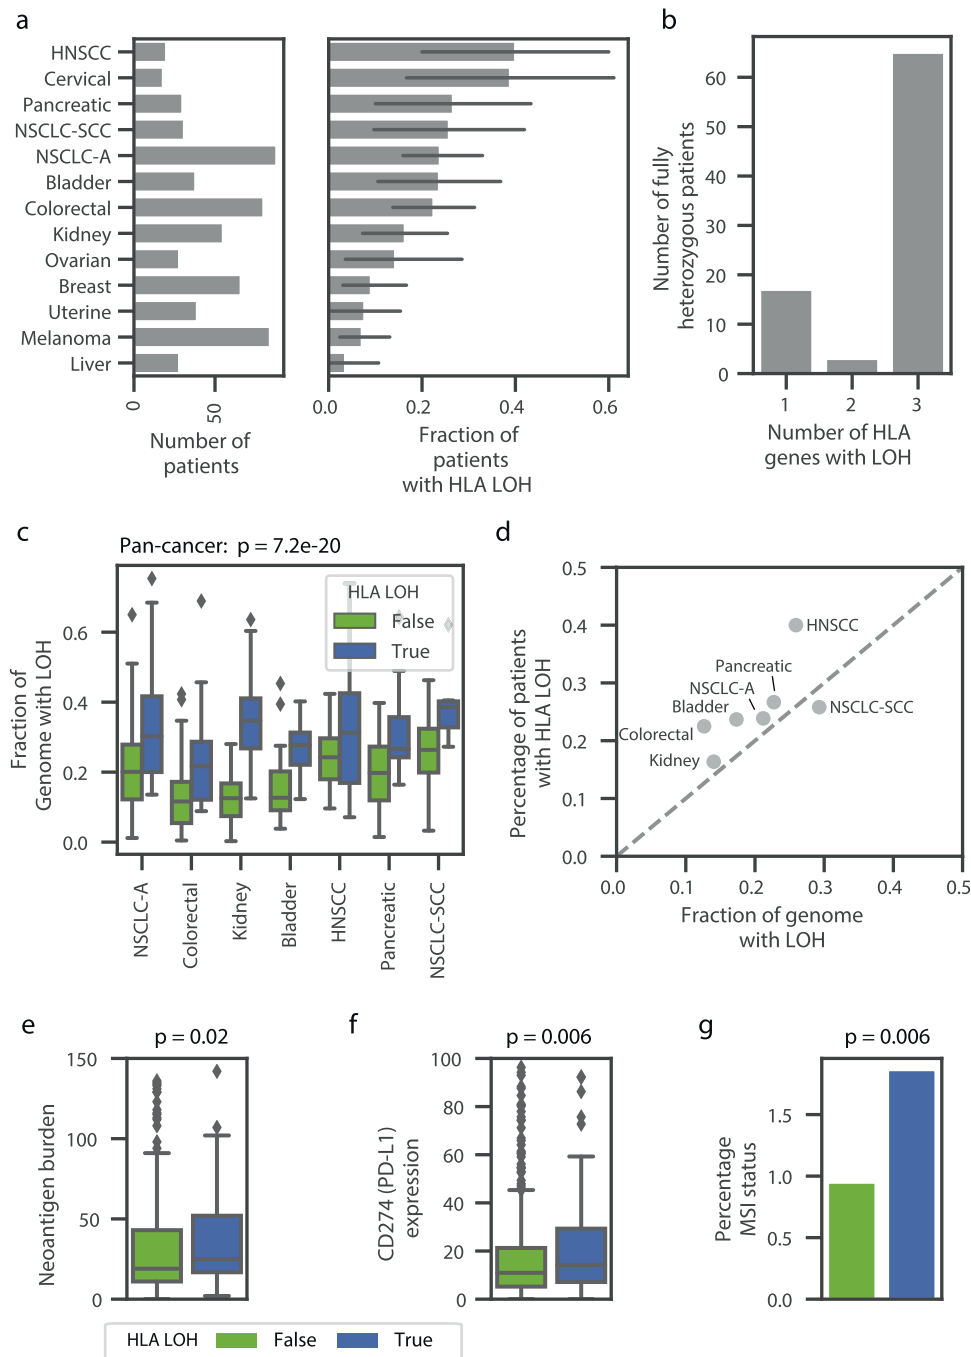 a
HNSCC
Cervical
Pancreatic
NSCLC-SCC
NSCLC-A
Bladder
Colorectal
Kidney
Ovarian
Breast
Uterine
Melanoma
Liver
0
50
Number of
patients
0.0
0.2
0.4
0.6
Fraction of
patients
with HLA LOH
b
Number of fully
heterozygous patients
60
50
40
30
20
10
0
1
2
3
Number of HLA
genes with LOH
c
Pan-cancer: p = 7.2e-20
Fraction of
Genome with LOH
0.6
0.4
0.2
0.0
HLA LOH
False
True
NSCLC-A
Colorectal
Kidney
Bladder
HNSCC
Pancreatic
NSCLC-SCC
d
Percentage of patients
with HLA LOH
0.5
0.4
0.3
0.2
0.1
0.0
HNSCC
Pancreatic
NSCLC-A
Bladder
NSCLC-SCC
Colorectal
Kidney
0.0
0.1
0.2
0.3
0.4
0.5
Fraction of genome
with LOH
e
p = 0.02
Neoantigen burden
150
100
50
0
f
p = 0.006
CD274 (PD-L1)
expression
100
80
60
40
20
0
g
p = 0.006
Percentage
MSI status
1.5
1.0
0.5
0.0
HLA LOH
False
True